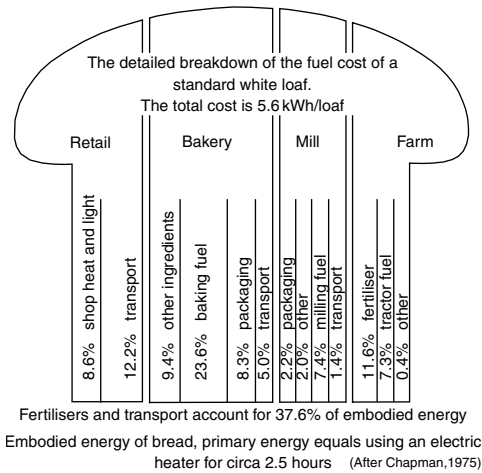 The detailed breakdown of the fuel cost of a
standard white loaf.
The total cost is 5.6 kWh/loaf
Retail
Bakery
Mill
Farm
8.6% shop heat and light
12.2% transport
9.4% other ingredients
23.6% baking fuel
8.3% packaging
5.0% transport
2.2% packaging
2.0% other
7.4% milling fuel
1.4% transport
11.6% fertiliser
7.3% tractor fuel
0.4% other
Fertilisers and transport account for 37.6% of embodied energy
Embodied energy of bread, primary energy equals using an electric
heater for circa 2.5 hours (After Chapman,1975)